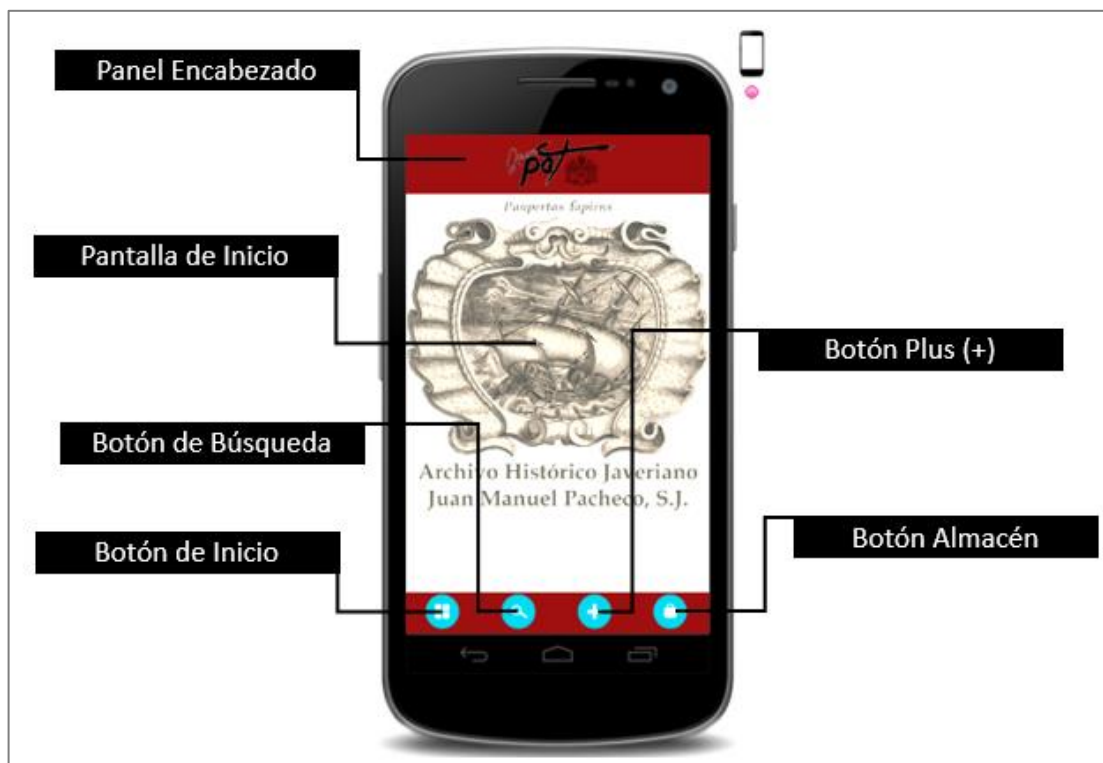 Panel Encabezado
pat
Paupertas sapiens
Pantalla de Inicio
Botón Plus (+)
Botón de Búsqueda
Archivo Histórico Javeriano
Juan Manuel Pacheco, S.J.
Botón de Inicio
Botón Almacén